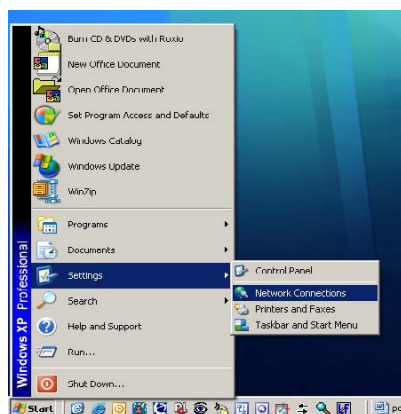 Burn CD & DVDs with Roxio
New Office Document
Open Office Document
Set Program Access and Defaults
Windows Catalog
Windows Update
WinZip
Programs
Documents
Settings
Search
Help and Support
Run...
Shut Down...
Control Panel
Network Connections
Printers and Faxes
Taskbar and Start Menu
Windows XP Professional
Start